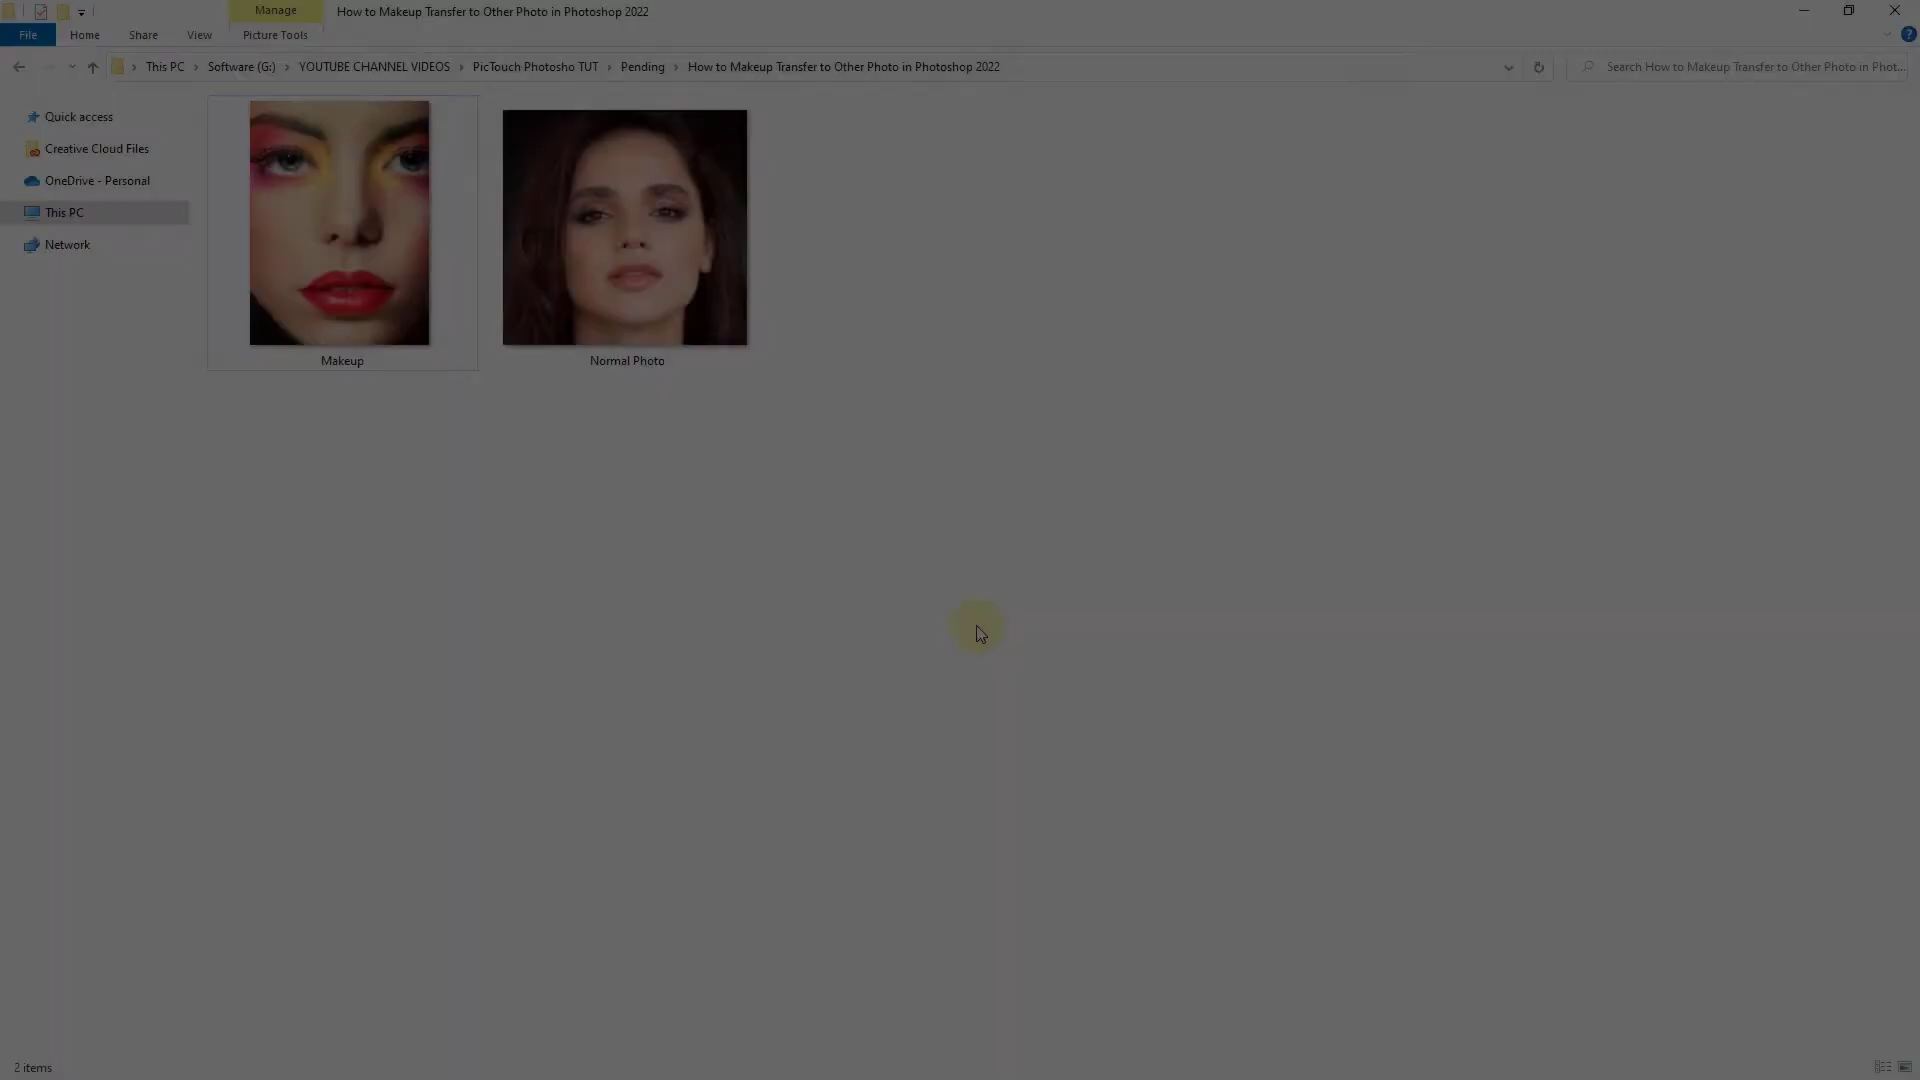 Manage
How to Makeup Transfer to Other Photo in Photoshop 2022
File
Home
Share
View
Picture Tools
?
This PC
Software (G:)
YOUTUBE CHANNEL VIDEOS
PicTouch Photosho TUT
Pending
How to Makeup Transfer to Other Photo in Photoshop 2022
Search How to Makeup Transfer to Other Photo in Phot...
Quick access
Creative Cloud Files
OneDrive - Personal
This PC
Network
Makeup
Normal Photo
2 items